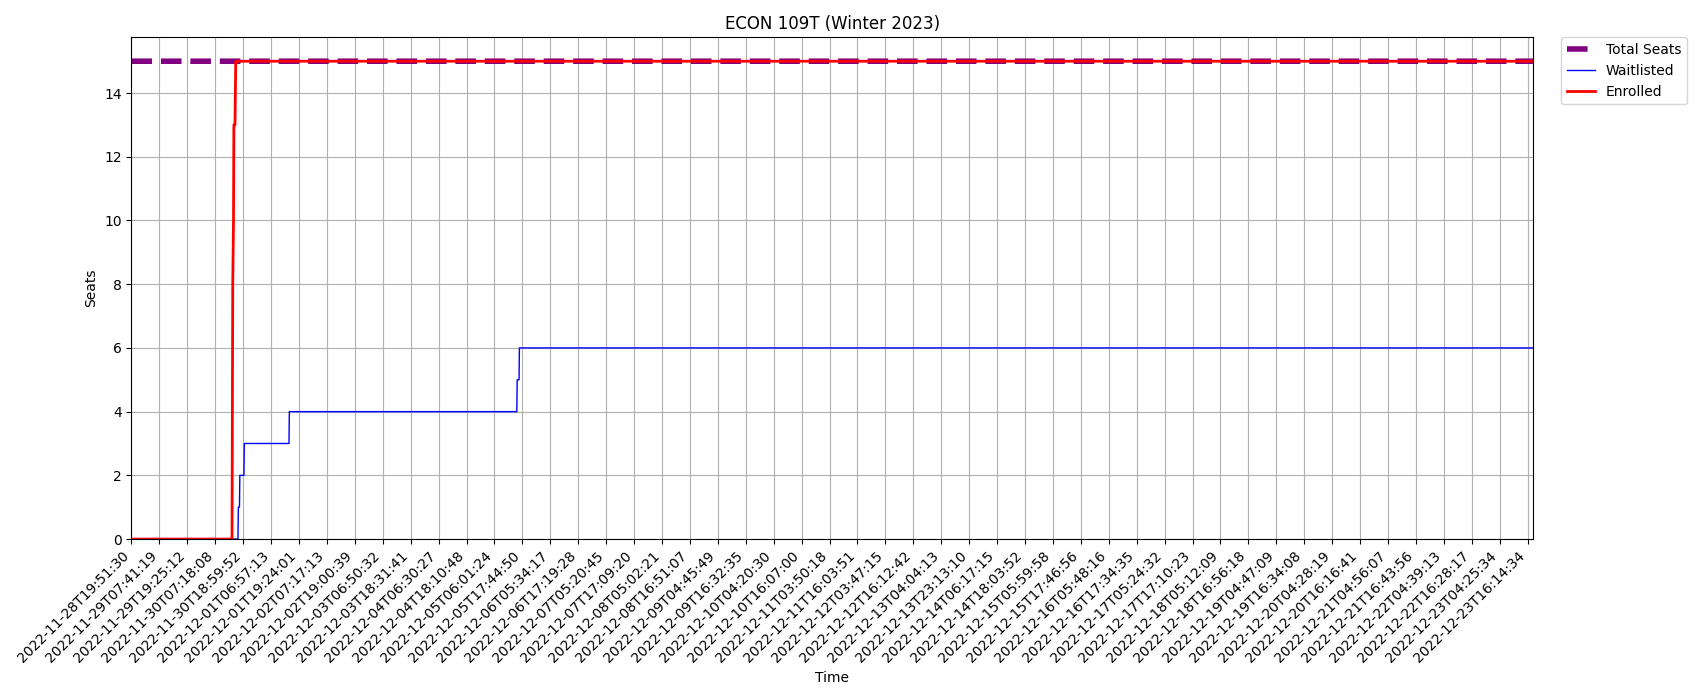 ECON 109T (Winter 2023)
Total Seats
Waitlisted
Enrolled
14
12
10
8
6
4
2
0
Seats
2022-11-28T19:51:30
2022-11-29T07:41:19
2022-11-29T19:25:12
2022-11-30T07:18:08
2022-11-30T18:59:52
2022-12-01T06:57:13
2022-12-01T19:24:01
2022-12-02T07:17:13
2022-12-02T19:00:39
2022-12-03T06:50:32
2022-12-03T18:31:41
2022-12-04T06:30:27
2022-12-04T18:10:48
2022-12-05T06:01:24
2022-12-05T17:44:50
2022-12-06T05:34:17
2022-12-06T17:19:28
2022-12-07T05:20:45
2022-12-07T17:09:20
2022-12-08T05:02:21
2022-12-08T16:51:07
2022-12-09T04:45:49
2022-12-09T16:32:35
2022-12-10T04:20:30
2022-12-10T16:07:00
2022-12-11T03:50:18
2022-12-11T16:03:51
2022-12-12T03:47:15
2022-12-12T16:12:42
2022-12-13T04:04:13
2022-12-13T23:13:10
2022-12-14T06:17:15
2022-12-14T18:03:52
2022-12-15T05:59:58
2022-12-15T17:46:56
2022-12-16T05:48:16
2022-12-16T17:34:35
2022-12-17T05:24:32
2022-12-17T17:10:23
2022-12-18T05:12:09
2022-12-18T16:56:18
2022-12-19T04:47:09
2022-12-19T16:34:08
2022-12-20T04:28:19
2022-12-20T16:16:41
2022-12-21T04:56:07
2022-12-21T16:43:56
2022-12-22T04:39:13
2022-12-22T16:28:17
2022-12-23T04:25:34
2022-12-23T16:14:34
Time